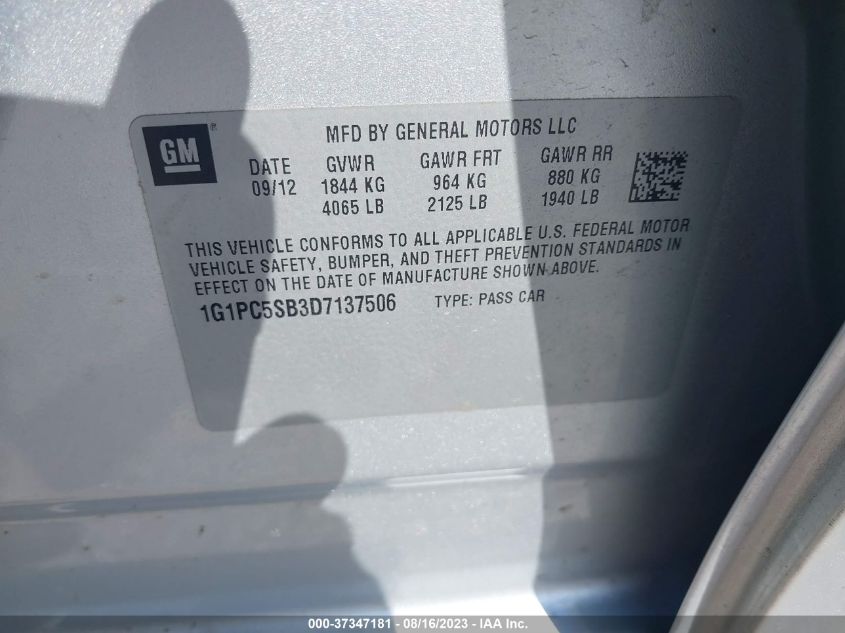 GM®
MFD BY GENERAL MOTORS LLC
DATE GVWR GAWR FRT GAWR RR
09/12 1844 KG 964 KG 880 KG
4065 LB 2125 LB 1940 LB
THIS VEHICLE CONFORMS TO ALL APPLICABLE U.S. FEDERAL MOTOR
VEHICLE SAFETY, BUMPER, AND THEFT PREVENTION STANDARDS IN
EFFECT ON THE DATE OF MANUFACTURE SHOWN ABOVE.
1G1PC5SB3D7137506 TYPE: PASS CAR
000-37347181 - 08/16/2023 - IAA Inc.